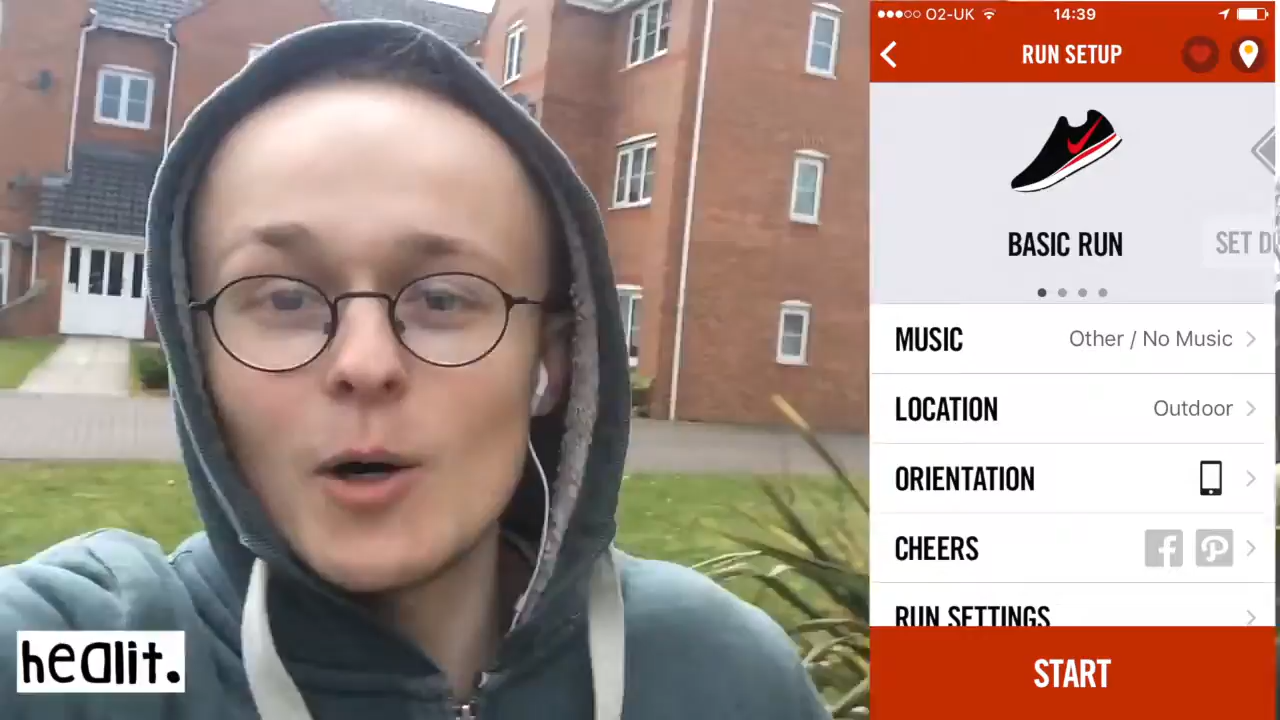 O2-UK 14:39
RUN SETUP
BASIC RUN
SET D
MUSIC Other / No Music
LOCATION Outdoor
ORIENTATION
CHEERS
RUN SETTINGS
START
healit.